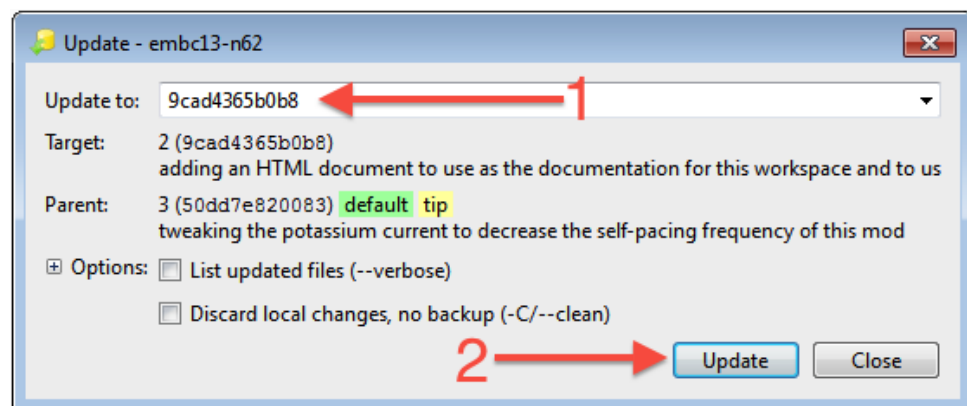 Update - embc13-n62
Update to: 9cad4365b0b8 1
Target: 2 (9cad4365b0b8)
adding an HTML document to use as the documentation for this workspace and to us
Parent: 3 (50dd7e820083) default tip
tweaking the potassium current to decrease the self-pacing frequency of this mod
Options: List updated files (--verbose)
Discard local changes, no backup (-C/--clean)
2 Update Close